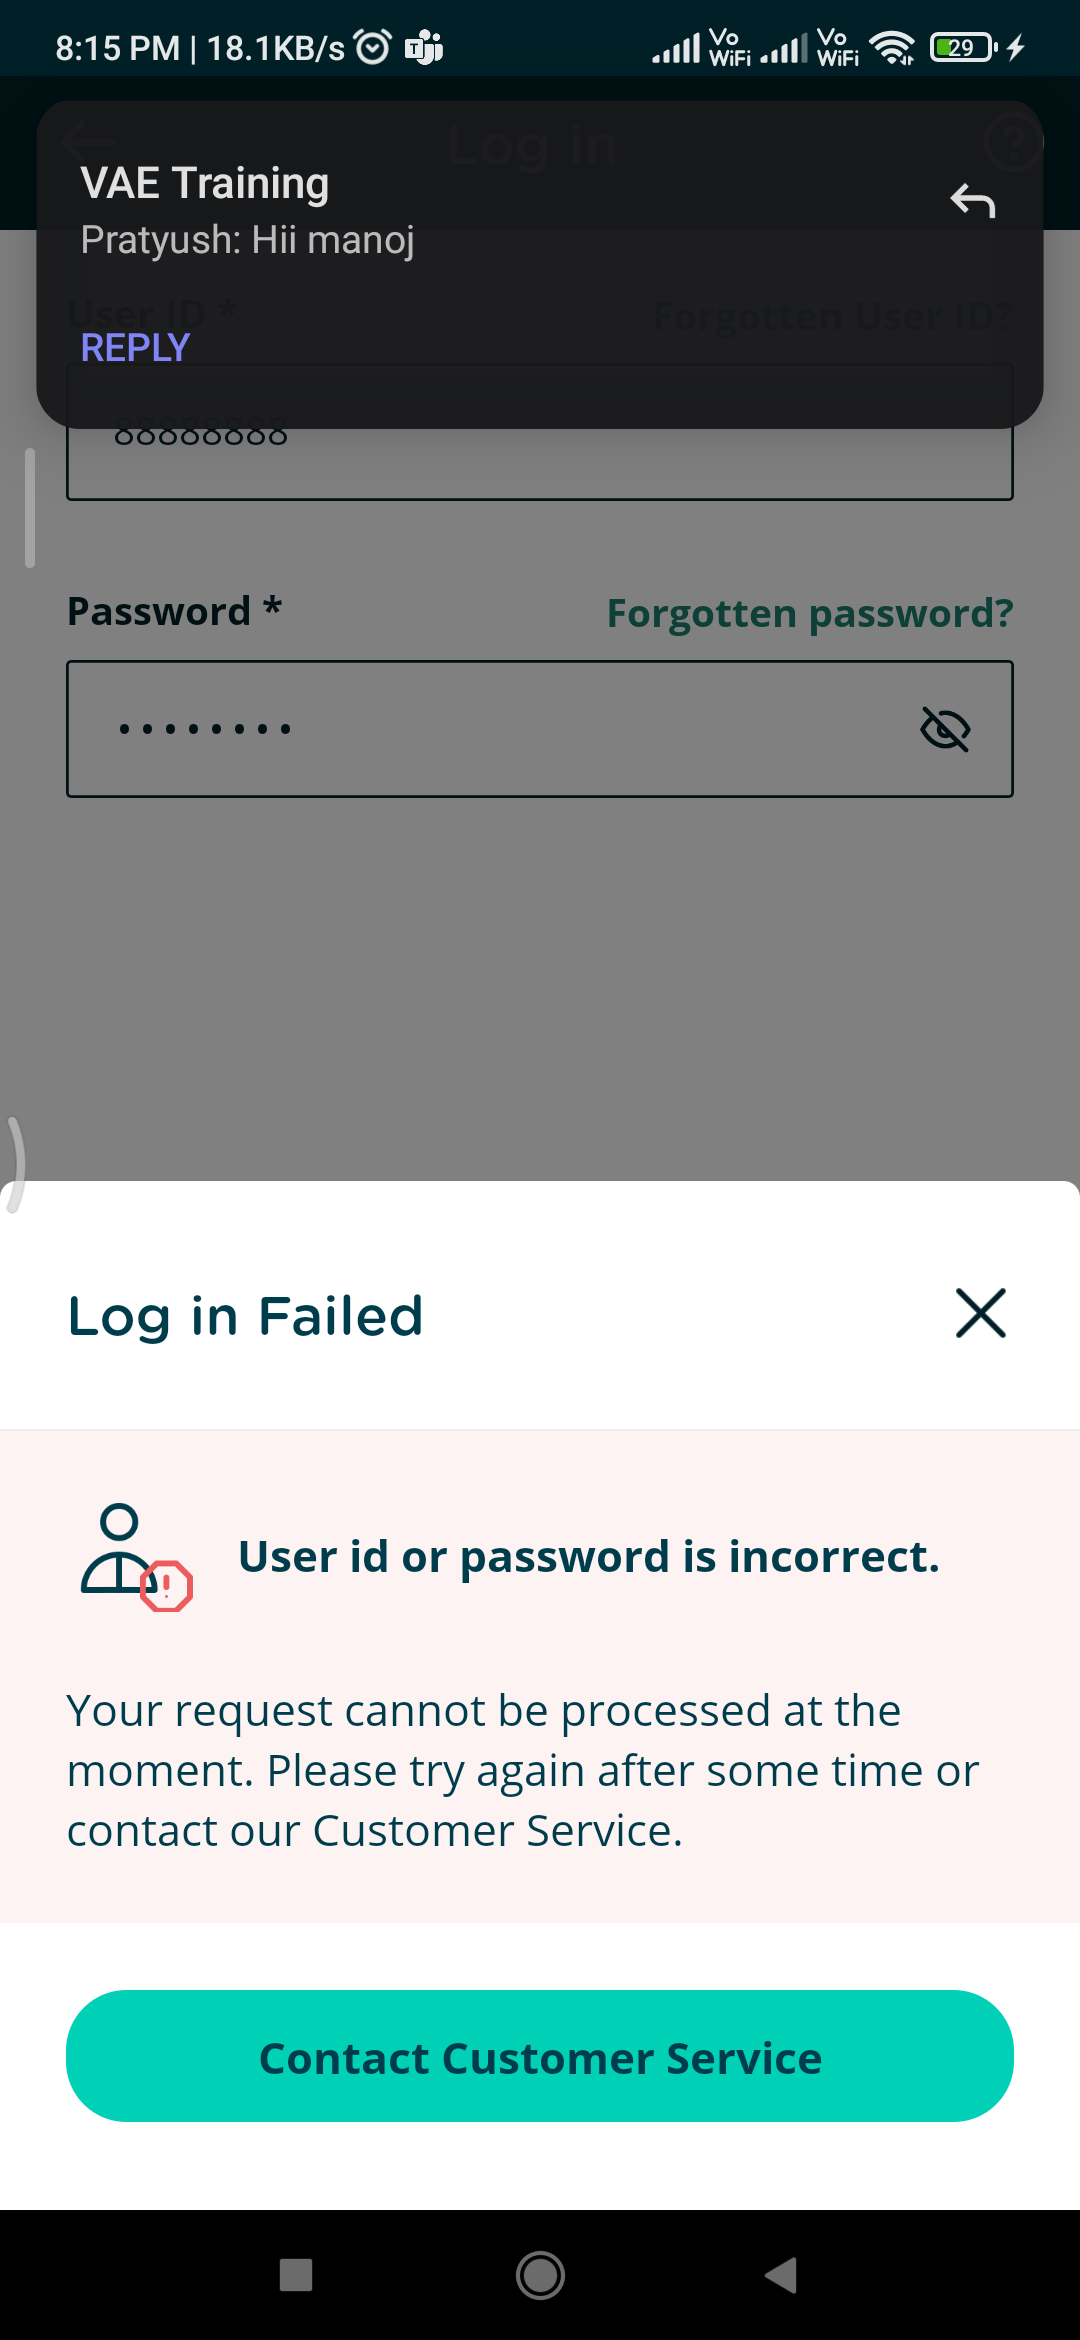 8:15 PM | 18.1KB/s
Vo WiFi Vo WiFi 29
Log in
VAE Training
Pratyush: Hii manoj
User ID * Forgotten User ID?
REPLY
88888888
Password * Forgotten password?
Log in Failed
User id or password is incorrect.
Your request cannot be processed at the
moment. Please try again after some time or
contact our Customer Service.
Contact Customer Service